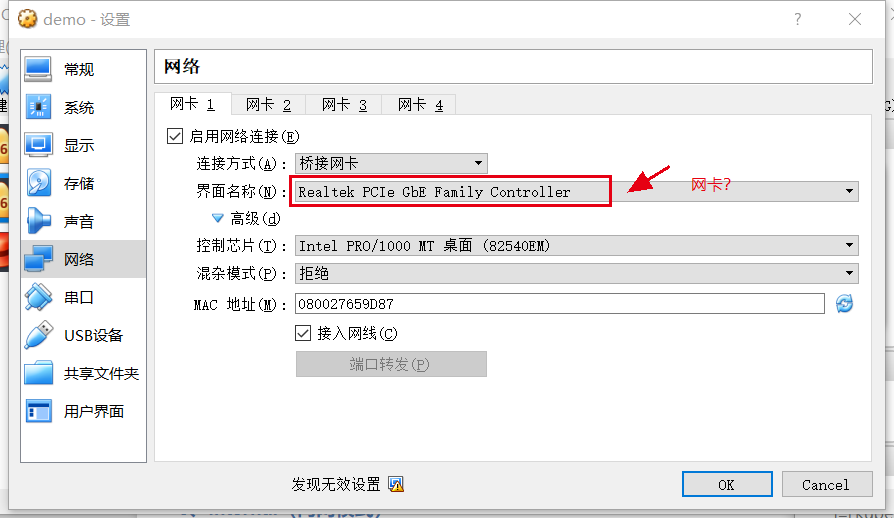 demo - 设置
?
常规
系统
显示
存储
声音
网络
串口
USB设备
共享文件夹
用户界面
网络
网卡 1
网卡 2
网卡 3
网卡 4
启用网络连接(E)
连接方式(A): 桥接网卡
界面名称(N): Realtek PCIe GbE Family Controller
网卡?
高级(d)
控制芯片(T): Intel PRO/1000 MT 桌面 (82540EM)
混杂模式(P): 拒绝
MAC 地址(M): 080027659D87
接入网线(C)
端口转发(P)
发现无效设置
OK
Cancel